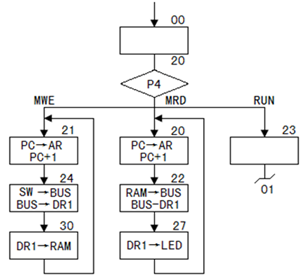 00
20
P4
MWE
MRD
RUN
21
PC→AR
PC+1
20
PC→AR
PC+1
23
24
SW→BUS
BUS→DR1
22
RAM→BUS
BUS-DR1
01
30
DR1→RAM
27
DR1→LED